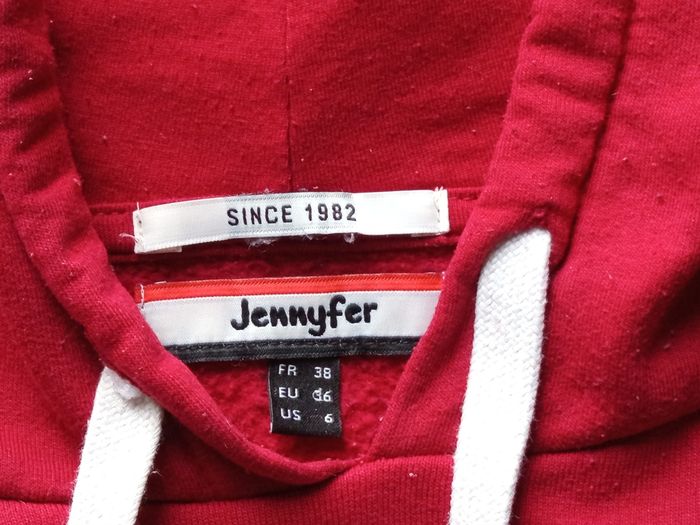 SINCE 1982
Jennyfer
FR 38
EU 36
US 6